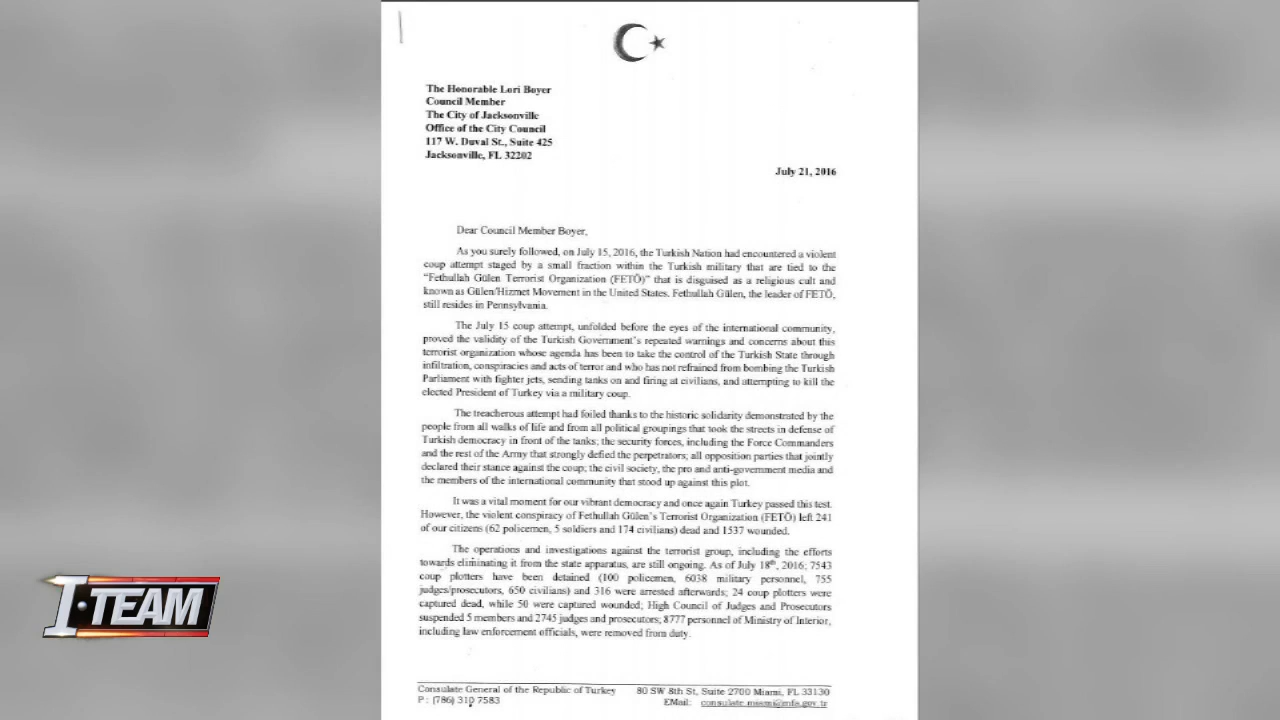 The Honorable Lori Boyer
Council Member
The City of Jacksonville
Office of the City Council
117 W. Duval St., Suite 425
Jacksonville, FL 32202
July 21, 2016
Dear Council Member Boyer,
As you surely followed, on July 15, 2016, the Turkish Nation had encountered a violent
coup attempt staged by a small fraction within the Turkish military that are tied to the
"Fethullah Gülen Terrorist Organization (FETÖ)" that is disguised as a religious cult and
known as Gülen/Hizmet Movement in the United States. Fethullah Gülen, the leader of FETÖ,
still resides in Pennsylvania.
The July 15 coup attempt, unfolded before the eyes of the international community,
proved the validity of the Turkish Government's repeated warnings and concerns about this
terrorist organization whose agenda has been to take the control of the Turkish State through
infiltration, conspiracies and acts of terror and who has not refrained from bombing the Turkish
Parliament with fighter jets, sending tanks on and firing at civilians, and attempting to kill the
elected President of Turkey via a military coup.
The treacherous attempt had foiled thanks to the historic solidarity demonstrated by the
people from all walks of life and from all political groupings that took the streets in defense of
Turkish democracy in front of the tanks; the security forces, including the Force Commanders
and the rest of the Army that strongly defied the perpetrators; all opposition parties that jointly
declared their stance against the coup; the civil society, the pro and anti-government media and
the members of the international community that stood up against this plot.
It was a vital moment for our vibrant democracy and once again Turkey passed this test.
However, the violent conspiracy of Fethullah Gülen's Terrorist Organization (FETÖ) left 241
of our citizens (62 policemen, 5 soldiers and 174 civilians) dead and 1537 wounded.
The operations and investigations against the terrorist group, including the efforts
towards eliminating it from the state apparatus, are still ongoing. As of July 18th, 2016; 7543
coup plotters have been detained (100 policemen, 6038 military personnel, 755
judges/prosecutors, 650 civilians) and 316 were arrested afterwards; 24 coup plotters were
captured dead, while 50 were captured wounded; High Council of Judges and Prosecutors
suspended 5 members and 2745 judges and prosecutors; 8777 personnel of Ministry of Interior,
including law enforcement officials, were removed from duty.
Consulate General of the Republic of Turkey 80 SW 8th St, Suite 2700 Miami, FL 33130
P: (786) 310 7583 EMail: consulate.miami@mfa.gov.tr
I-TEAM